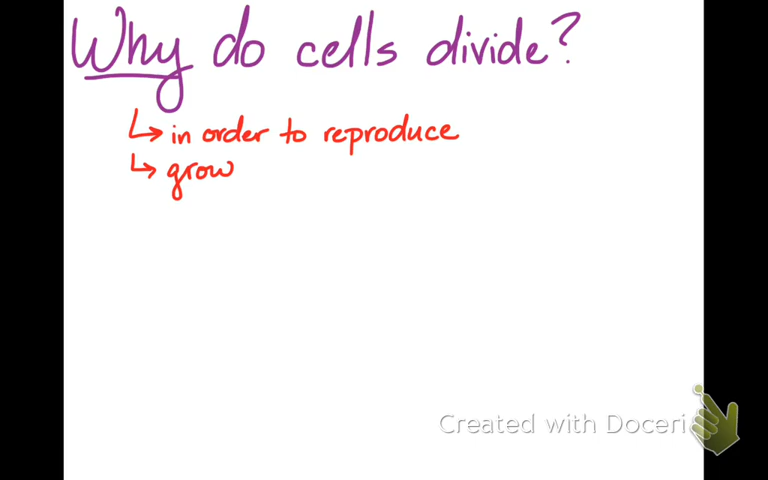 Why do cells divide?
↳ in order to reproduce
↳ grow
Created with Doceri